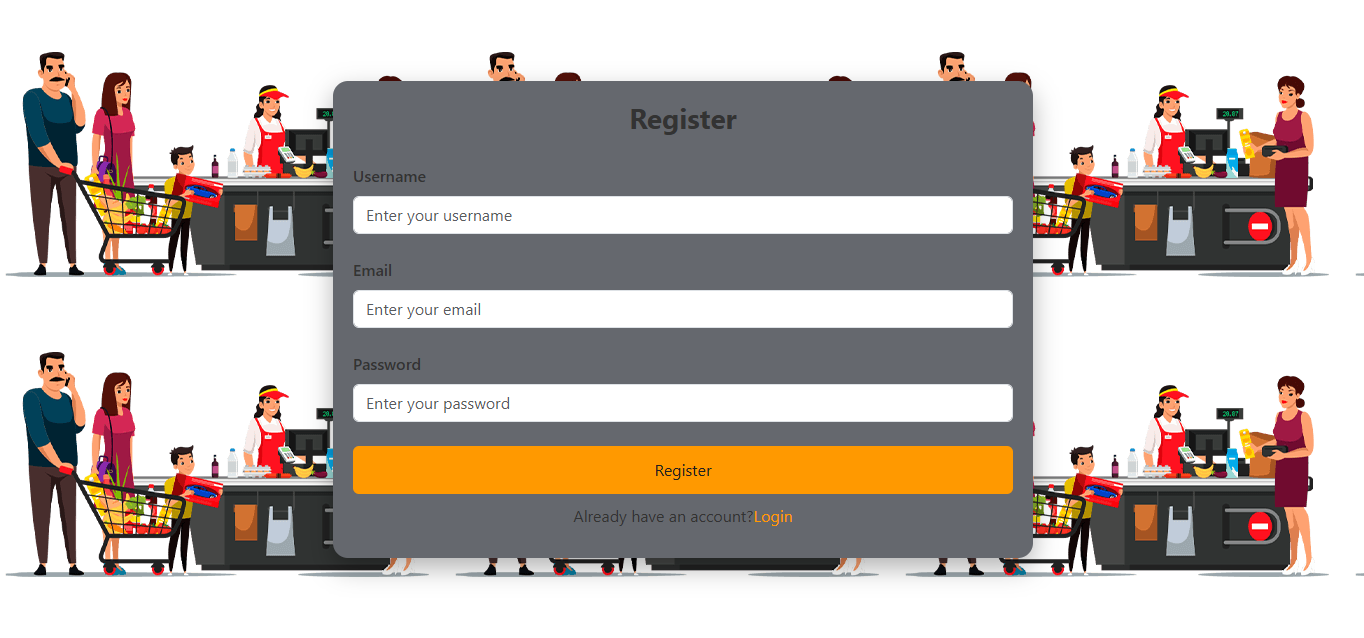 Register
Username
Enter your username
Email
Enter your email
Password
Enter your password
Register
Already have an account?Login